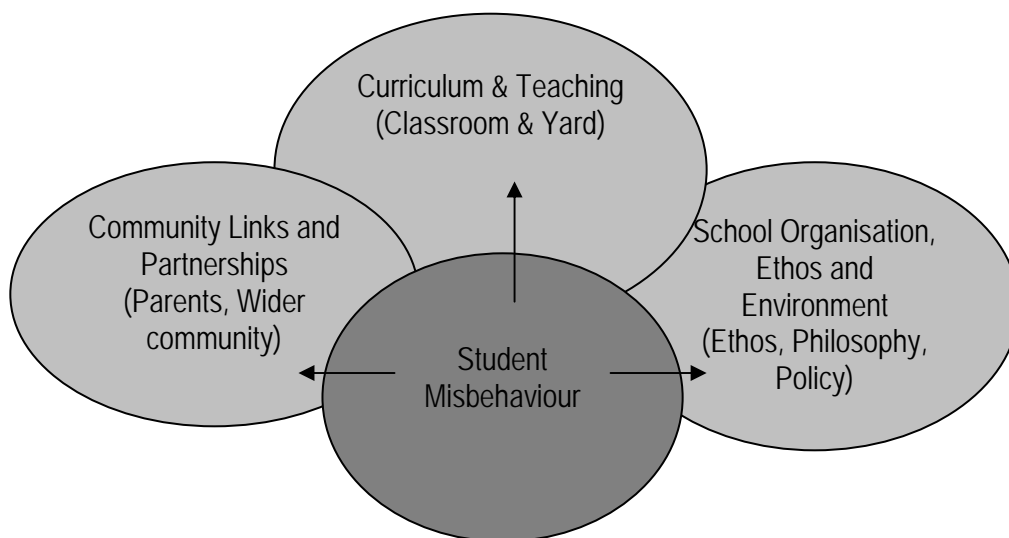 Curriculum & Teaching
(Classroom & Yard)
Community Links and
Partnerships
(Parents, Wider
community)
School Organisation,
Ethos and
Environment
(Ethos, Philosophy,
Policy)
Student
Misbehaviour